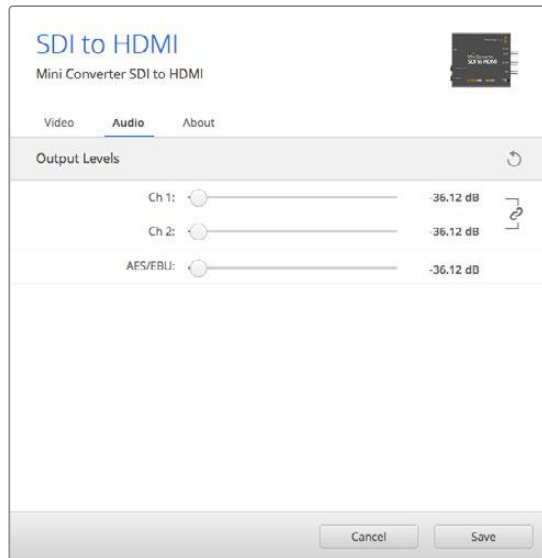 SDI to HDMI
Mini Converter SDI to HDMI
Video Audio About
Output Levels
Ch 1: -36.12 dB
Ch 2: -36.12 dB
AES/EBU: -36.12 dB
Cancel Save